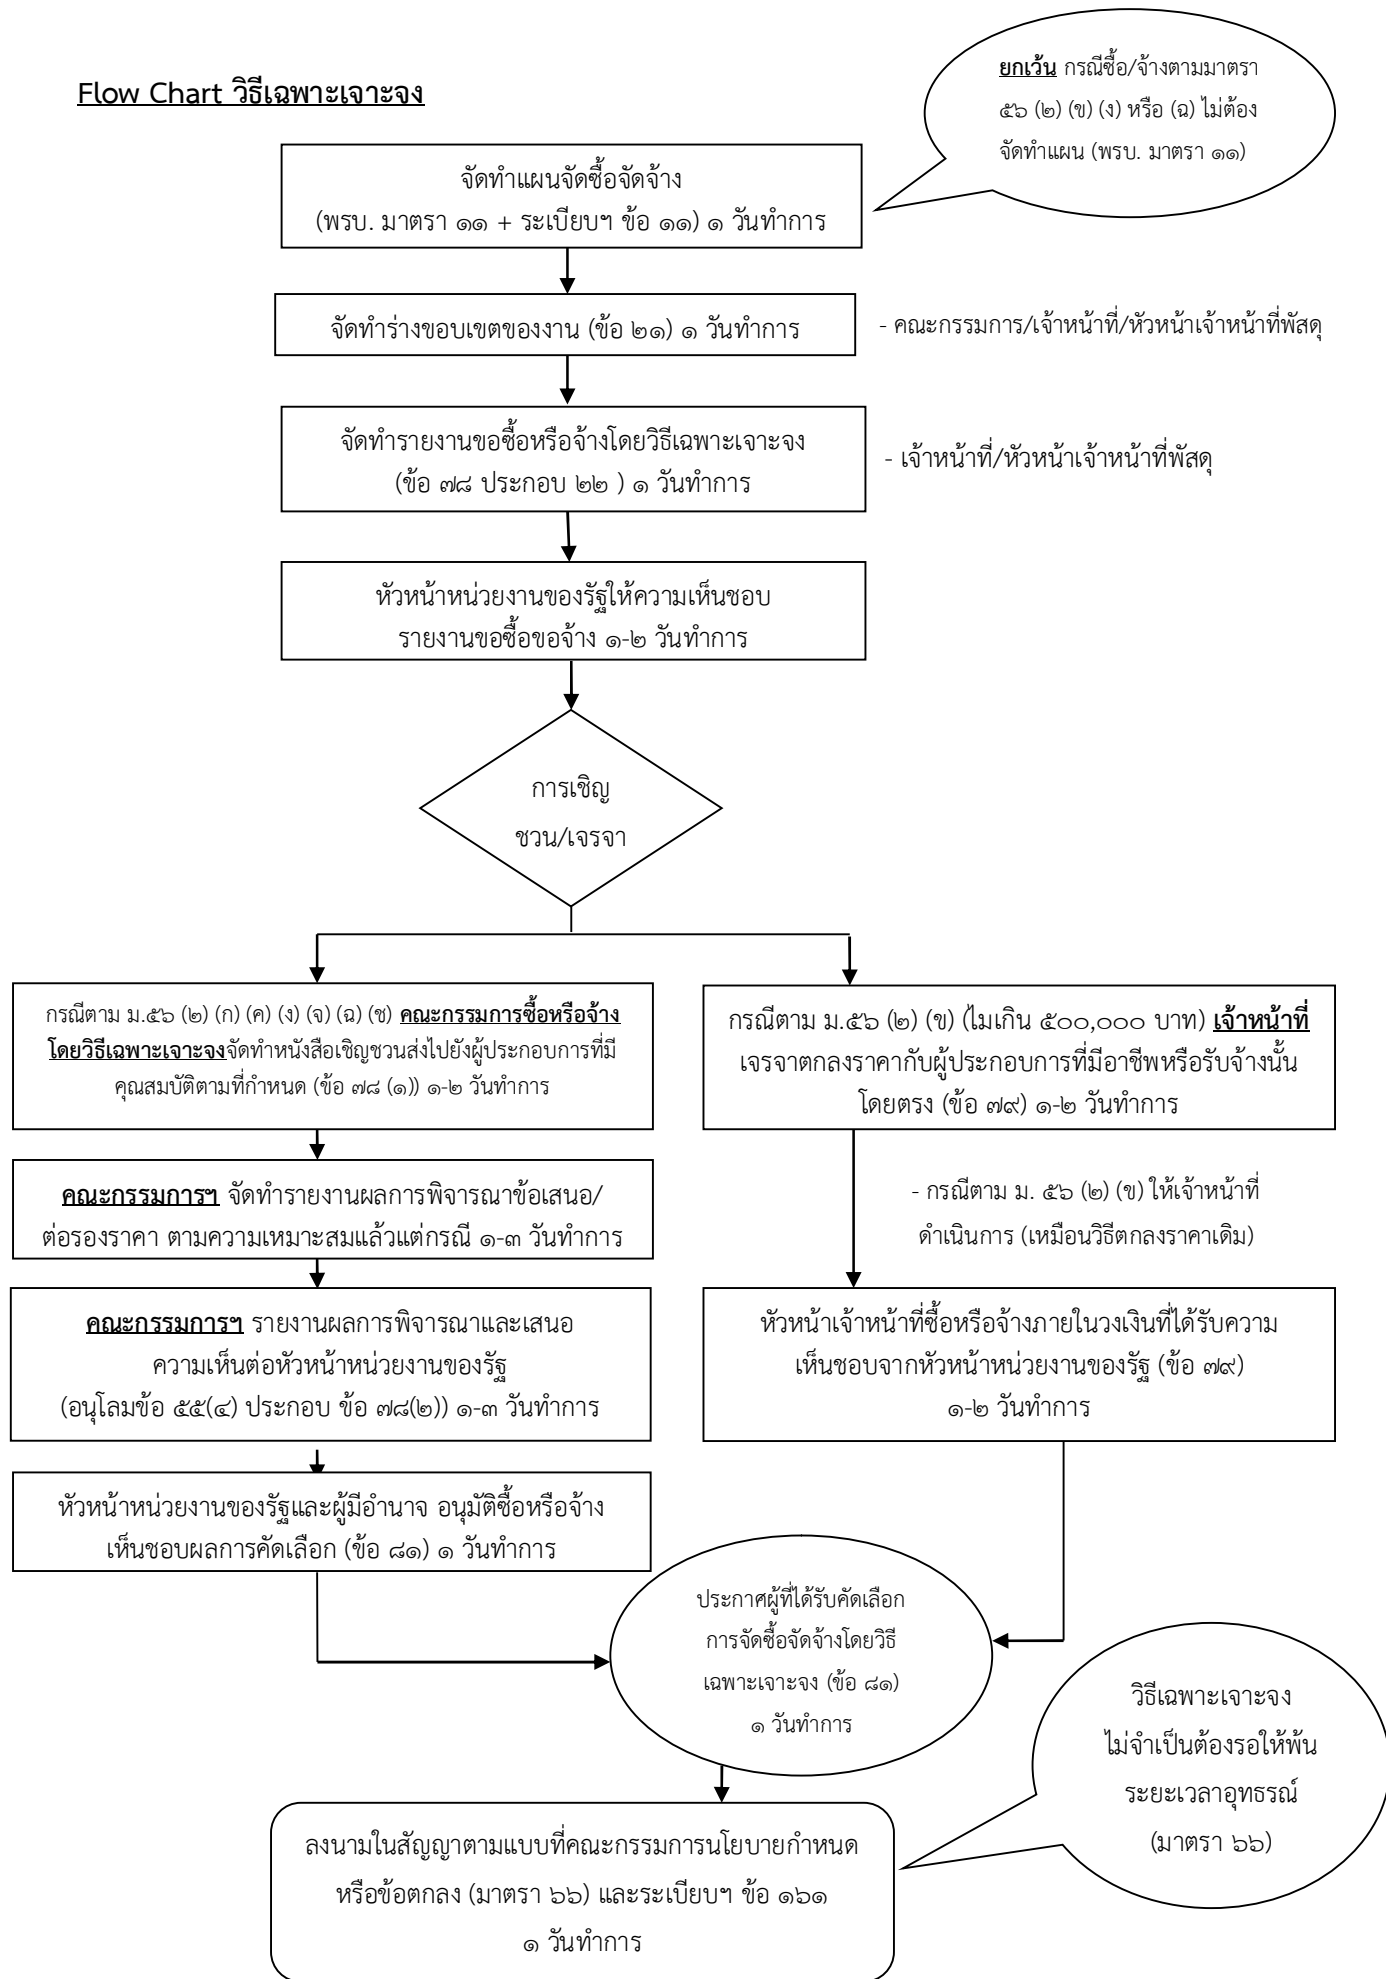 Flow Chart วิธีเฉพาะเจาะจง
ยกเว้น กรณีซื้อ/จ้างตามมาตรา
๕๖ (๒) (ข) (ง) หรือ (ฉ) ไม่ต้อง
จัดทำแผน (พรบ. มาตรา ๑๑)
จัดทำแผนจัดซื้อจัดจ้าง
(พรบ. มาตรา ๑๑ + ระเบียบฯ ข้อ ๑๑) ๑ วันทำการ
จัดทำร่างขอบเขตของงาน (ข้อ ๒๑) ๑ วันทำการ
- คณะกรรมการ/เจ้าหน้าที่/หัวหน้าเจ้าหน้าที่พัสดุ
จัดทำรายงานขอซื้อหรือจ้างโดยวิธีเฉพาะเจาะจง
(ข้อ ๗๘ ประกอบ ๒๒ ) ๑ วันทำการ
- เจ้าหน้าที่/หัวหน้าเจ้าหน้าที่พัสดุ
หัวหน้าหน่วยงานของรัฐให้ความเห็นชอบ
รายงานขอซื้อขอจ้าง ๑-๒ วันทำการ
การเชิญ
ชวน/เจรจา
กรณีตาม ม.๕๖ (๒) (ก) (ค) (ง) (จ) (ฉ) (ช) คณะกรรมการซื้อหรือจ้าง
โดยวิธีเฉพาะเจาะจงจัดทำหนังสือเชิญชวนส่งไปยังผู้ประกอบการที่มี
คุณสมบัติตามที่กำหนด (ข้อ ๗๘ (๑)) ๑-๒ วันทำการ
กรณีตาม ม.๕๖ (๒) (ข) (ไมเกิน ๕๐๐,๐๐๐ บาท) เจ้าหน้าที่
เจรจาตกลงราคากับผู้ประกอบการที่มีอาชีพหรือรับจ้างนั้น
โดยตรง (ข้อ ๗๙) ๑-๒ วันทำการ
คณะกรรมการฯ จัดทำรายงานผลการพิจารณาข้อเสนอ/
ต่อรองราคา ตามความเหมาะสมแล้วแต่กรณี ๑-๓ วันทำการ
- กรณีตาม ม. ๕๖ (๒) (ข) ให้เจ้าหน้าที่
ดำเนินการ (เหมือนวิธีตกลงราคาเดิม)
คณะกรรมการฯ รายงานผลการพิจารณาและเสนอ
ความเห็นต่อหัวหน้าหน่วยงานของรัฐ
(อนุโลมข้อ ๕๕(๔) ประกอบ ข้อ ๗๘(๒)) ๑-๓ วันทำการ
หัวหน้าเจ้าหน้าที่ซื้อหรือจ้างภายในวงเงินที่ได้รับความ
เห็นชอบจากหัวหน้าหน่วยงานของรัฐ (ข้อ ๗๙)
๑-๒ วันทำการ
หัวหน้าหน่วยงานของรัฐและผู้มีอำนาจ อนุมัติซื้อหรือจ้าง
เห็นชอบผลการคัดเลือก (ข้อ ๘๑) ๑ วันทำการ
ประกาศผู้ที่ได้รับคัดเลือก
การจัดซื้อจัดจ้างโดยวิธี
เฉพาะเจาะจง (ข้อ ๘๑)
๑ วันทำการ
วิธีเฉพาะเจาะจง
ไม่จำเป็นต้องรอให้พ้น
ระยะเวลาอุทธรณ์
(มาตรา ๖๖)
ลงนามในสัญญาตามแบบที่คณะกรรมการนโยบายกำหนด
หรือข้อตกลง (มาตรา ๖๖) และระเบียบฯ ข้อ ๑๖๑
๑ วันทำการ